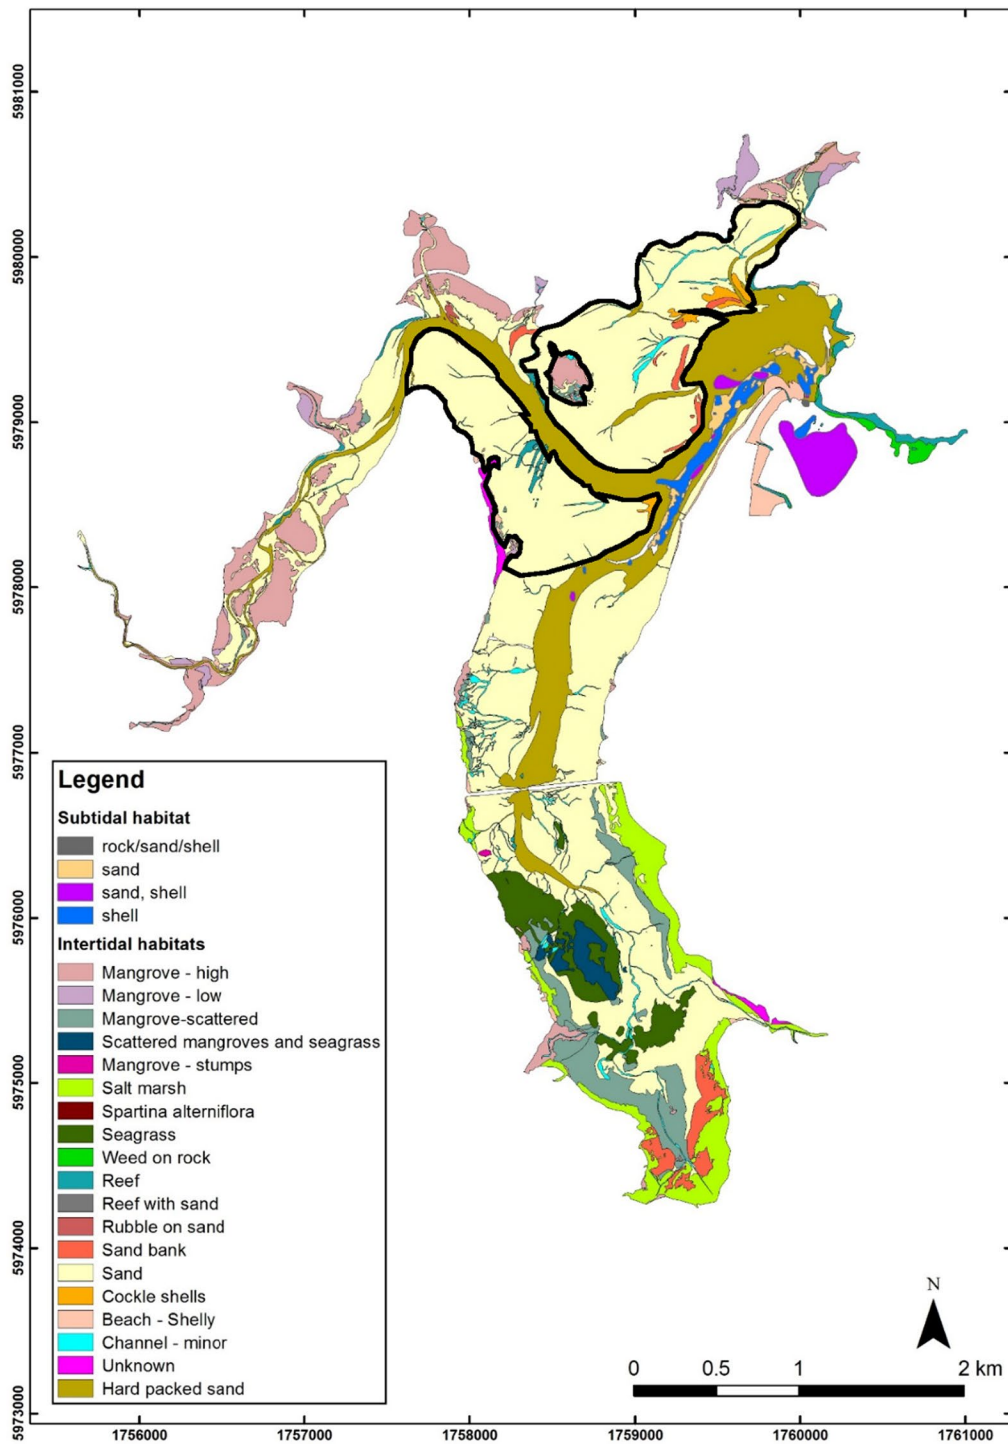 5981000
5980000
5979000
5978000
5977000
5976000
5975000
5974000
5973000
Legend
Subtidal habitat
rock/sand/shell
sand
sand, shell
shell
Intertidal habitats
Mangrove - high
Mangrove - low
Mangrove-scattered
Scattered mangroves and seagrass
Mangrove - stumps
Salt marsh
Spartina alterniflora
Seagrass
Weed on rock
Reef
Reef with sand
Rubble on sand
Sand bank
Sand
Cockle shells
Beach - Shelly
Channel - minor
Unknown
Hard packed sand
N
0 0.5 1 2 km
1756000 1757000 1758000 1759000 1760000 1761000